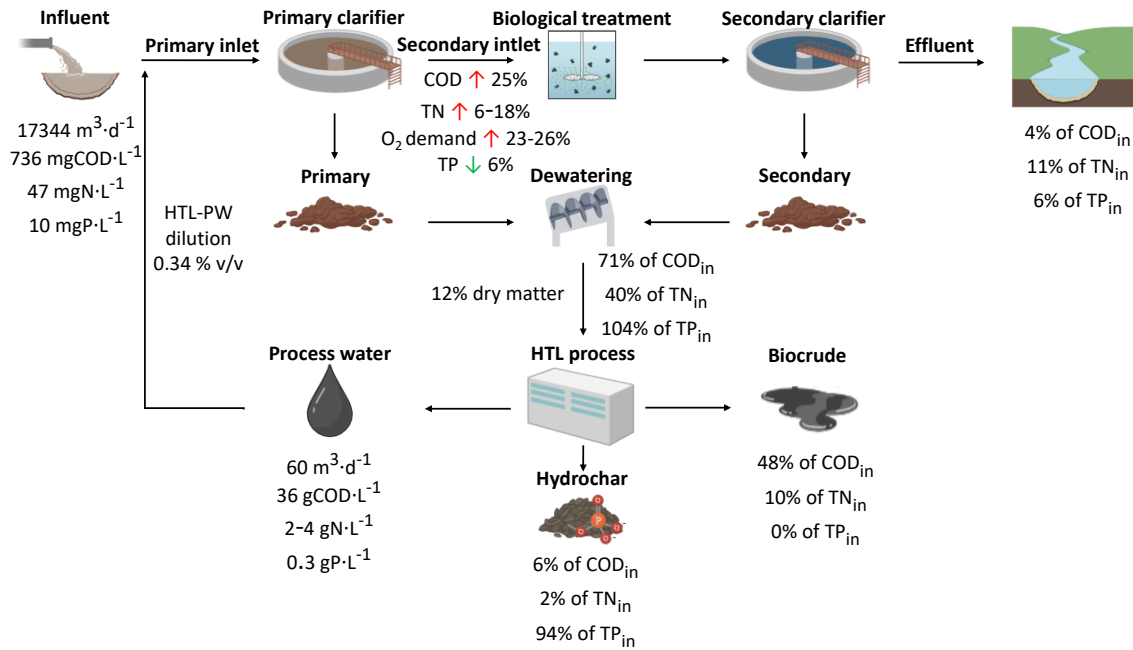 Influent
Primary inlet
Primary clarifier
Secondary intlet
COD ↑ 25%
TN ↑ 6-18%
O₂ demand ↑ 23-26%
TP ↓ 6%
Biological treatment
Secondary clarifier
Effluent
17344 m³·d⁻¹
736 mgCOD·L⁻¹
47 mgN·L⁻¹
10 mgP·L⁻¹
4% of CODᵢₙ
11% of TNᵢₙ
6% of TPᵢₙ
Primary
Dewatering
Secondary
HTL-PW
dilution
0.34 % v/v
12% dry matter
71% of CODᵢₙ
40% of TNᵢₙ
104% of TPᵢₙ
Process water
HTL process
Biocrude
60 m³·d⁻¹
36 gCOD·L⁻¹
2-4 gN·L⁻¹
0.3 gP·L⁻¹
Hydrochar
O
O P O
O
6% of CODᵢₙ
2% of TNᵢₙ
94% of TPᵢₙ
48% of CODᵢₙ
10% of TNᵢₙ
0% of TPᵢₙ